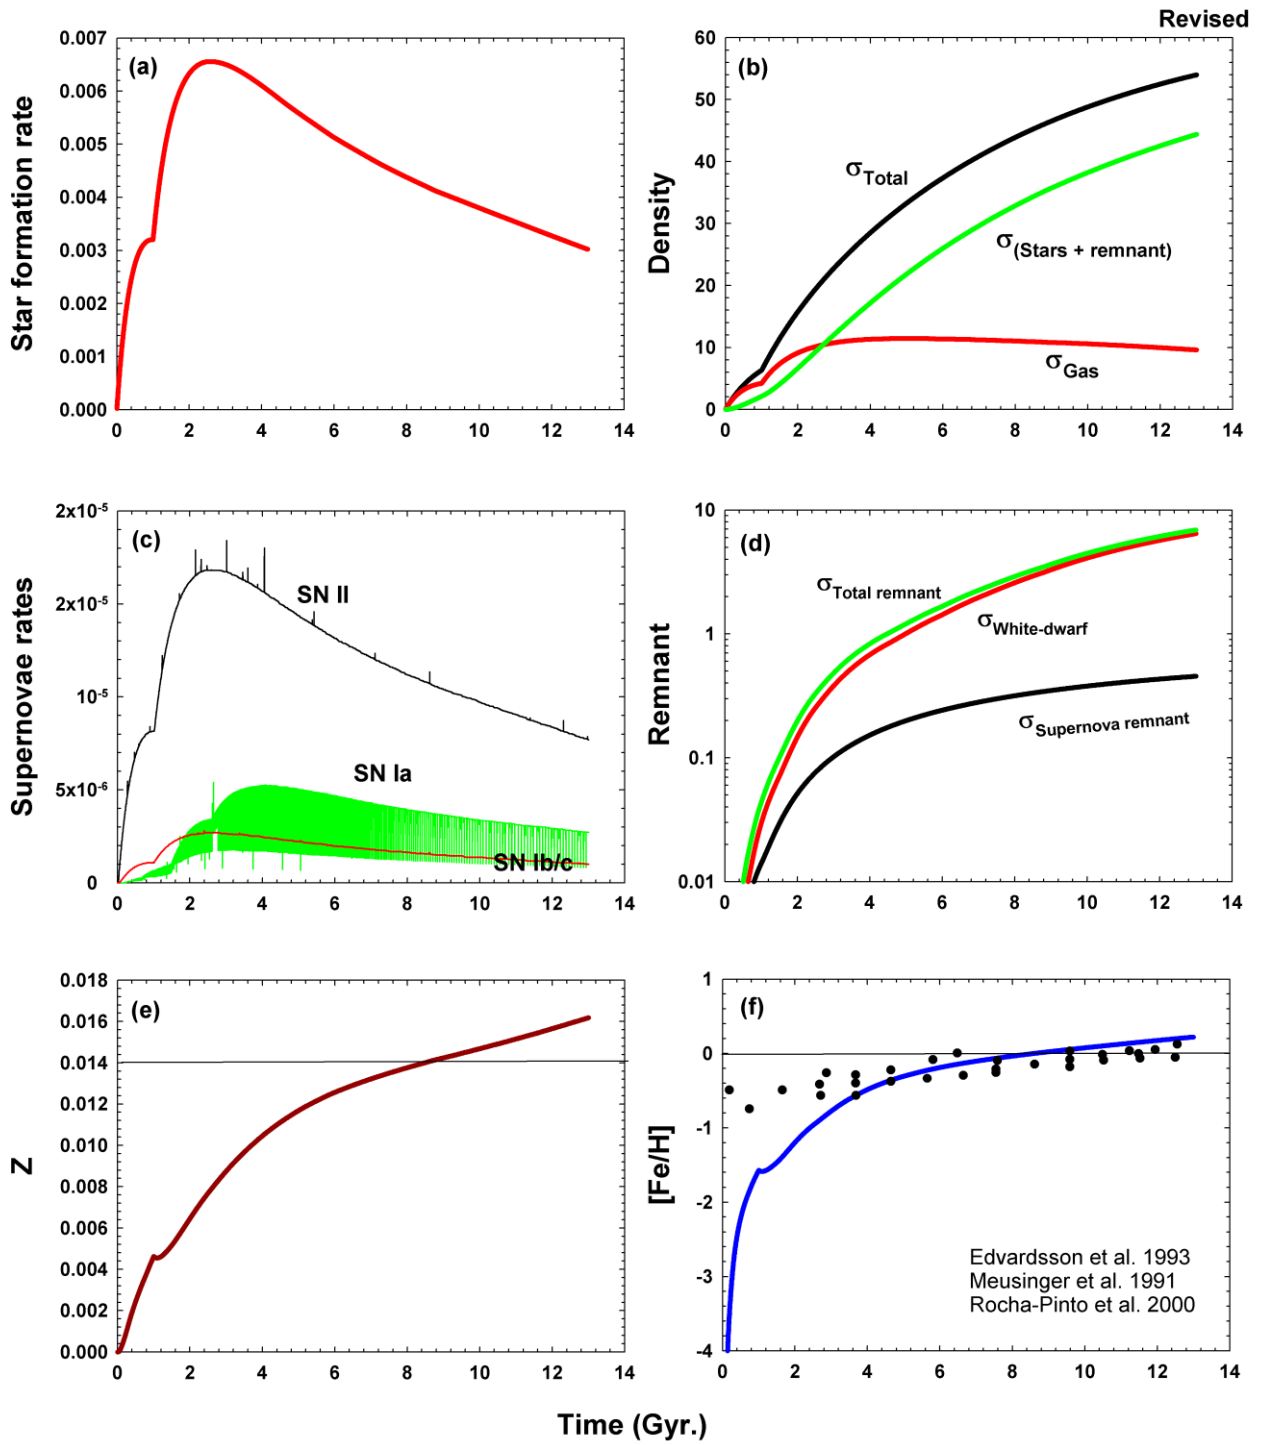 Revised
(a)
Star formation rate
0.007
0.006
0.005
0.004
0.003
0.002
0.001
0.000
0 2 4 6 8 10 12 14
(b)
Density
60
50
40
30
20
10
0
σTotal
σ(Stars + remnant)
σGas
0 2 4 6 8 10 12 14
(c)
Supernovae rates
2x10-5
2x10-5
10-5
5x10-6
0
SN II
SN Ia
SN Ib/c
0 2 4 6 8 10 12 14
(d)
Remnant
10
1
0.1
0.01
σTotal remnant
σWhite-dwarf
σSupernova remnant
0 2 4 6 8 10 12 14
(e)
Z
0.018
0.016
0.014
0.012
0.010
0.008
0.006
0.004
0.002
0.000
0 2 4 6 8 10 12 14
(f)
[Fe/H]
1
0
-1
-2
-3
-4
Edvardsson et al. 1993
Meusinger et al. 1991
Rocha-Pinto et al. 2000
0 2 4 6 8 10 12 14
Time (Gyr.)